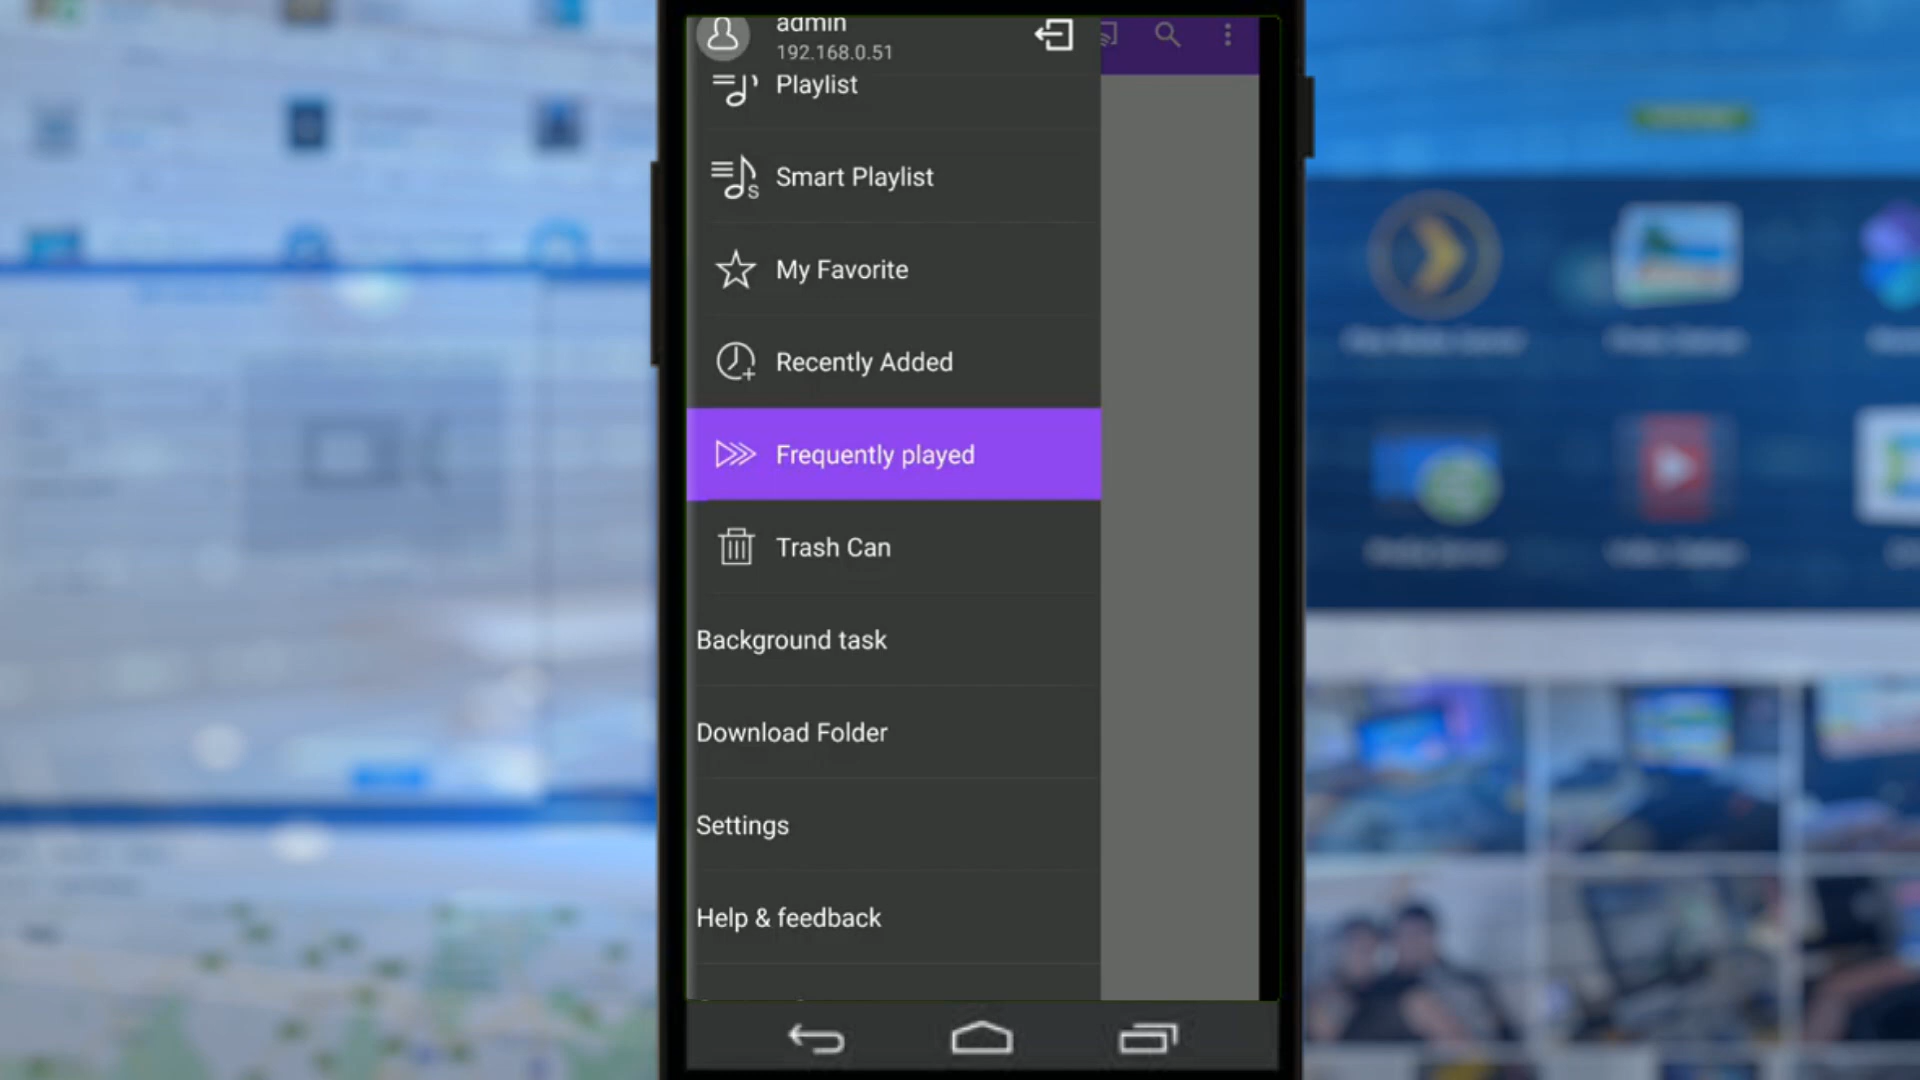 admin
192.168.0.51
Playlist
Smart Playlist
My Favorite
Recently Added
Frequently played
Trash Can
Background task
Download Folder
Settings
Help & feedback